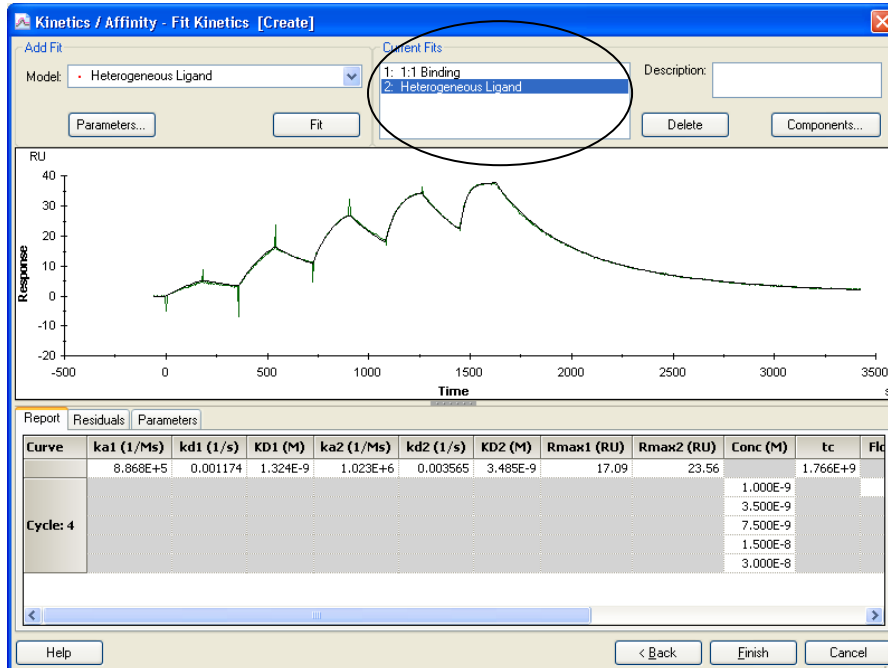 Kinetics / Affinity - Fit Kinetics [Create]
Add Fit
Current Fits
Model: Heterogeneous Ligand
1: 1:1 Binding
2: Heterogeneous Ligand
Description:
Parameters...
Fit
Delete
Components...
RU
40
30
20
10
0
-10
-20
Response
-500 0 500 1000 1500 2000 2500 3000 3500
Time
s
Report Residuals Parameters
Curve ka1 (1/Ms) kd1 (1/s) KD1 (M) ka2 (1/Ms) kd2 (1/s) KD2 (M) Rmax1 (RU) Rmax2 (RU) Conc (M) tc Flo
8.868E+5 0.001174 1.324E-9 1.023E+6 0.003565 3.485E-9 17.09 23.56 1.766E+9
Cycle: 4
1.000E-9
3.500E-9
7.500E-9
1.500E-8
3.000E-8
Help
< Back
Finish
Cancel